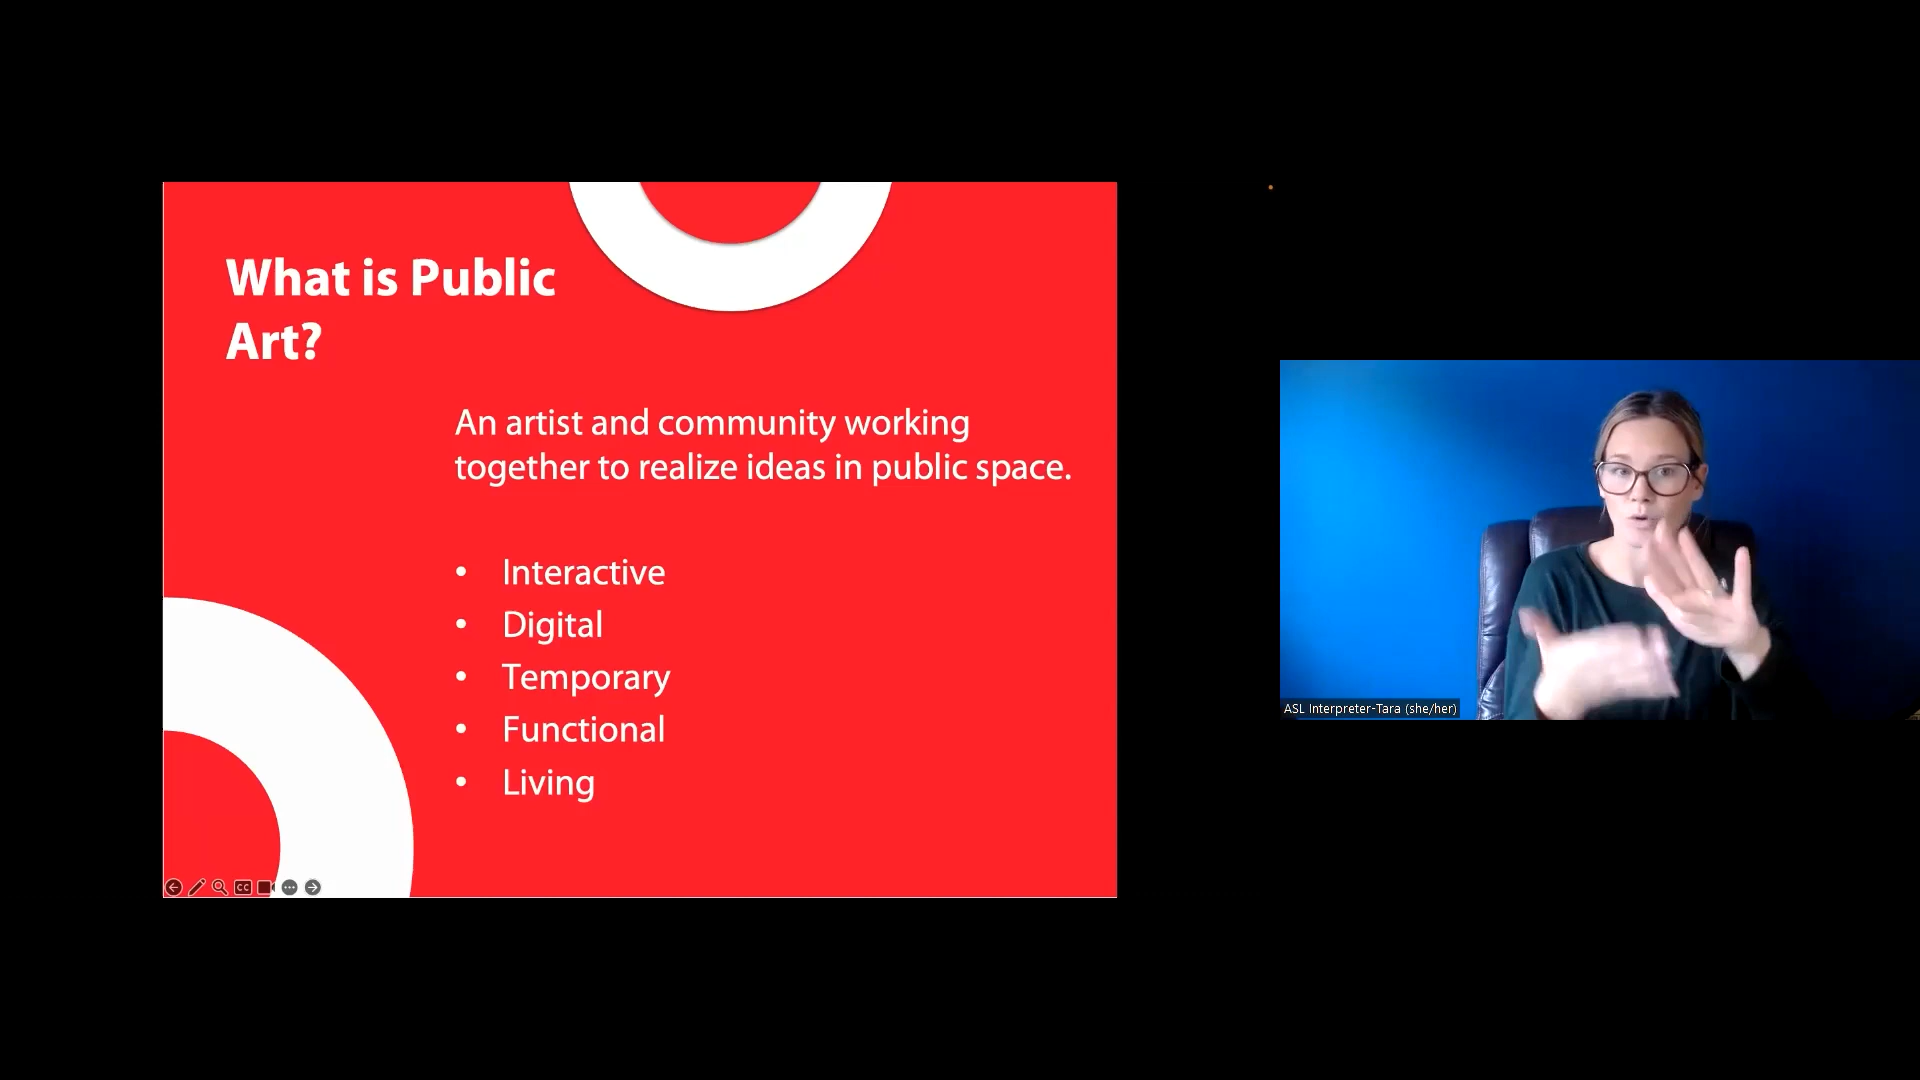 What is Public
Art?
An artist and community working
together to realize ideas in public space.
• Interactive
• Digital
• Temporary
• Functional
• Living
CC
ASL Interpreter-Tara (she/her)